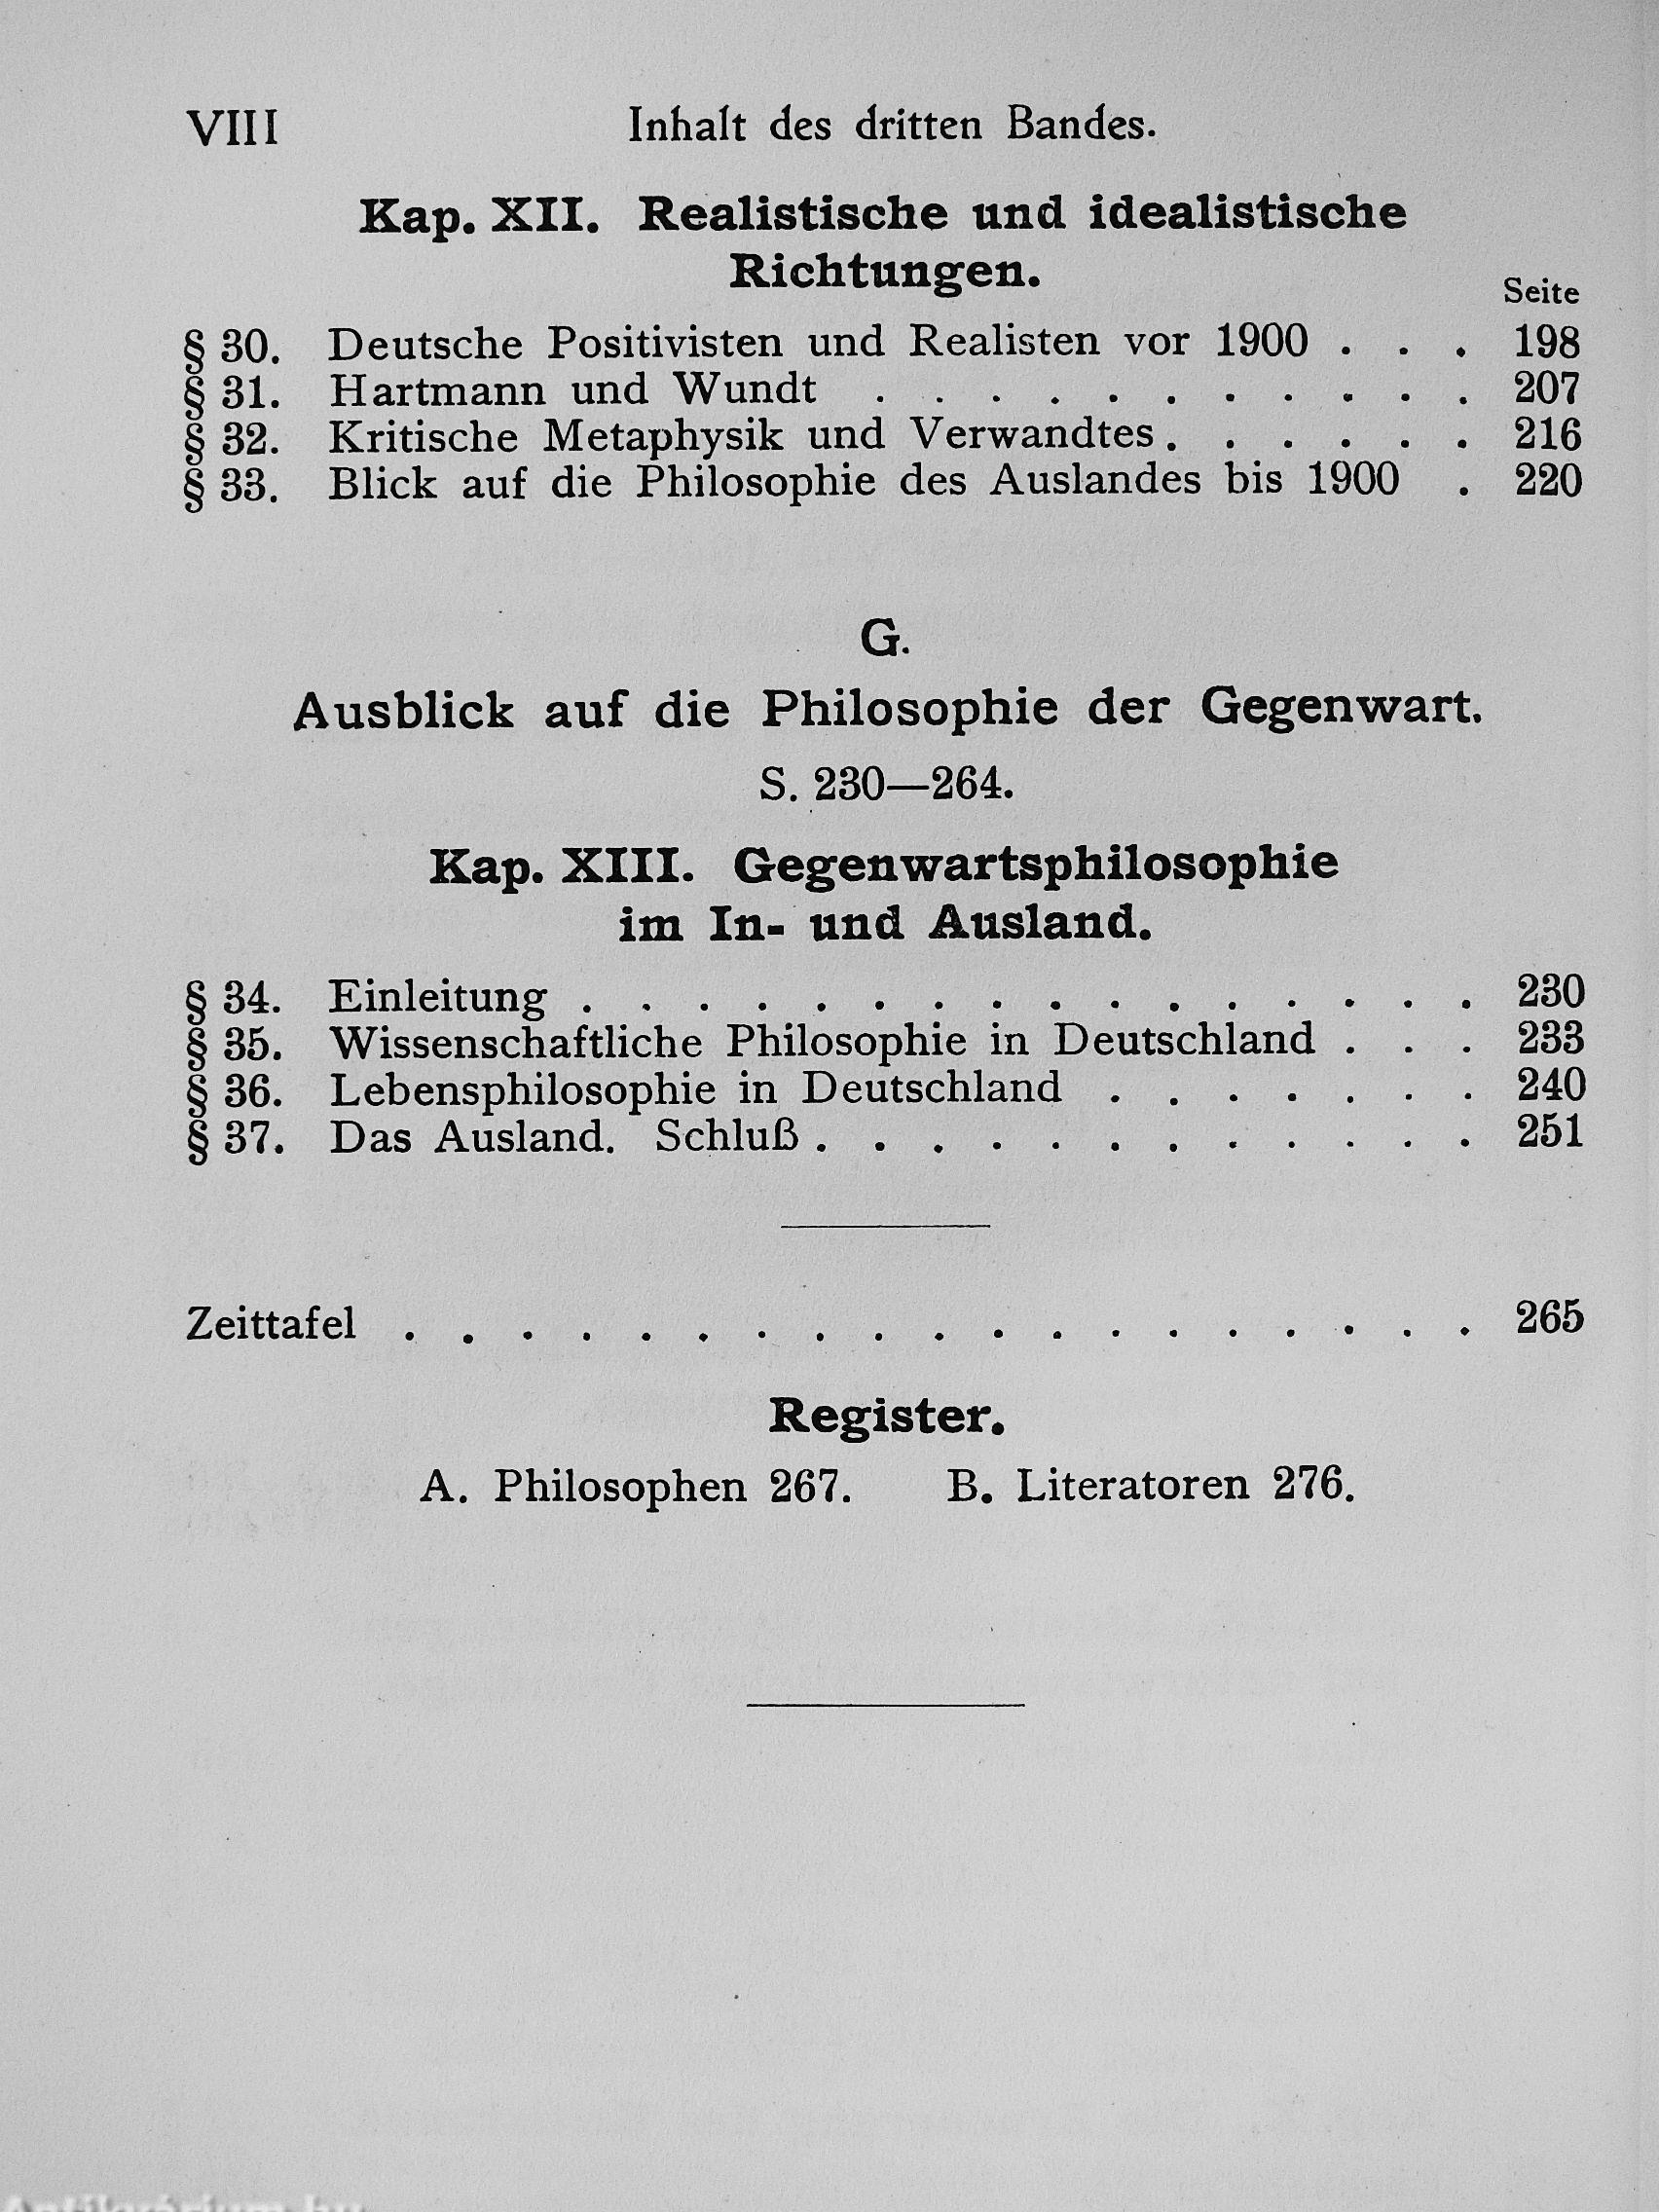 VIII Inhalt des dritten Bandes.
Kap. XII. Realistische und idealistische
Richtungen.
Seite
§ 30. Deutsche Positivisten und Realisten vor 1900 . . . 198
§ 31. Hartmann und Wundt . . . . . . . . . . . 207
§ 32. Kritische Metaphysik und Verwandtes . . . . . . 216
§ 33. Blick auf die Philosophie des Auslandes bis 1900 . 220
G.
Ausblick auf die Philosophie der Gegenwart.
S. 230—264.
Kap. XIII. Gegenwartsphilosophie
im In- und Ausland.
§ 34. Einleitung . . . . . . . . . . . . . . . . 230
§ 35. Wissenschaftliche Philosophie in Deutschland . . . 233
§ 36. Lebensphilosophie in Deutschland . . . . . . . 240
§ 37. Das Ausland. Schluß . . . . . . . . . . . . 251
Zeittafel . . . . . . . . . . . . . . . . . . . 265
Register.
A. Philosophen 267. B. Literatoren 276.